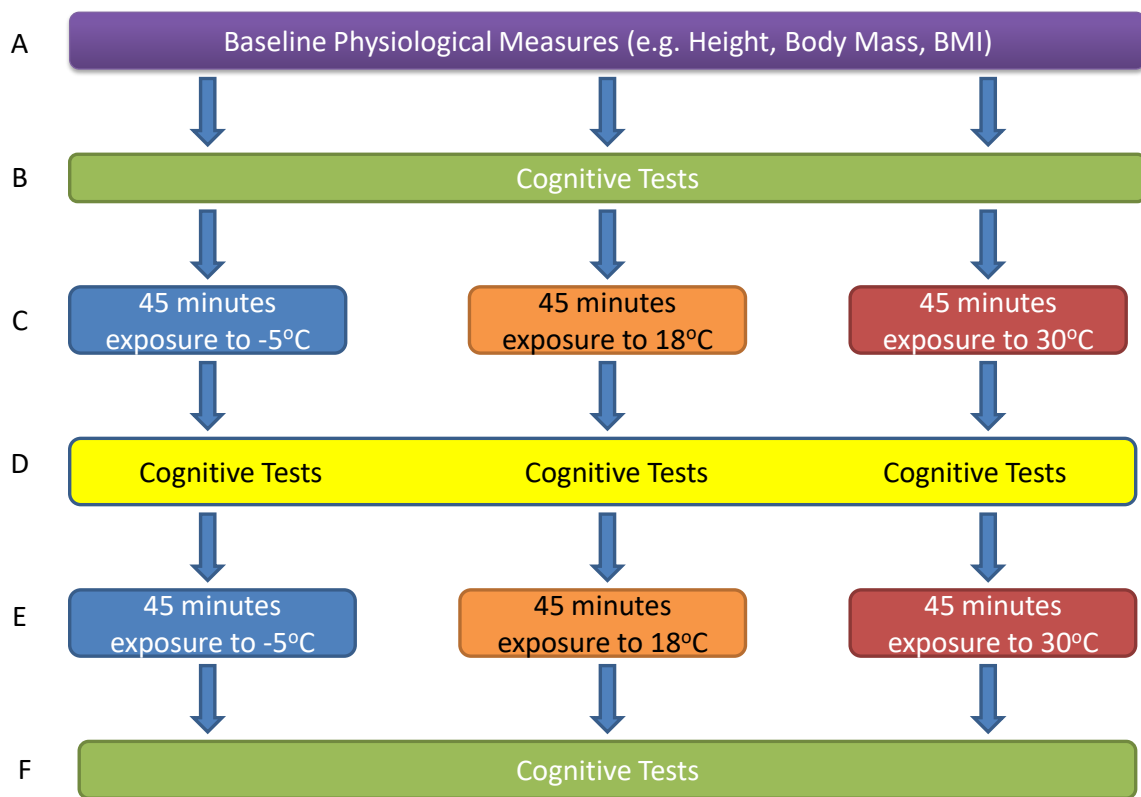 A
Baseline Physiological Measures (e.g. Height, Body Mass, BMI)
B
Cognitive Tests
C
45 minutes
exposure to -5°C
45 minutes
exposure to 18°C
45 minutes
exposure to 30°C
D
Cognitive Tests
Cognitive Tests
Cognitive Tests
E
45 minutes
exposure to -5°C
45 minutes
exposure to 18°C
45 minutes
exposure to 30°C
F
Cognitive Tests